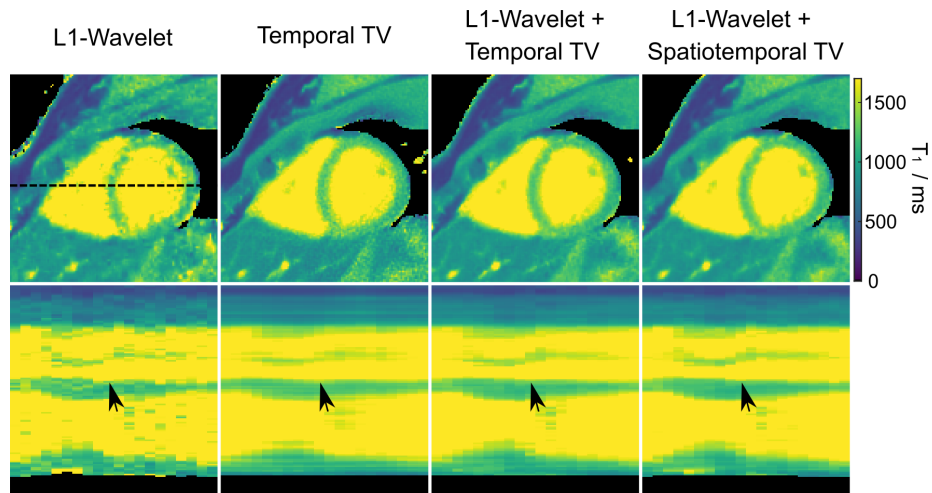 L1-Wavelet
Temporal TV
L1-Wavelet +
Temporal TV
L1-Wavelet +
Spatiotemporal TV
1500
1000
500
0
T₁ / ms